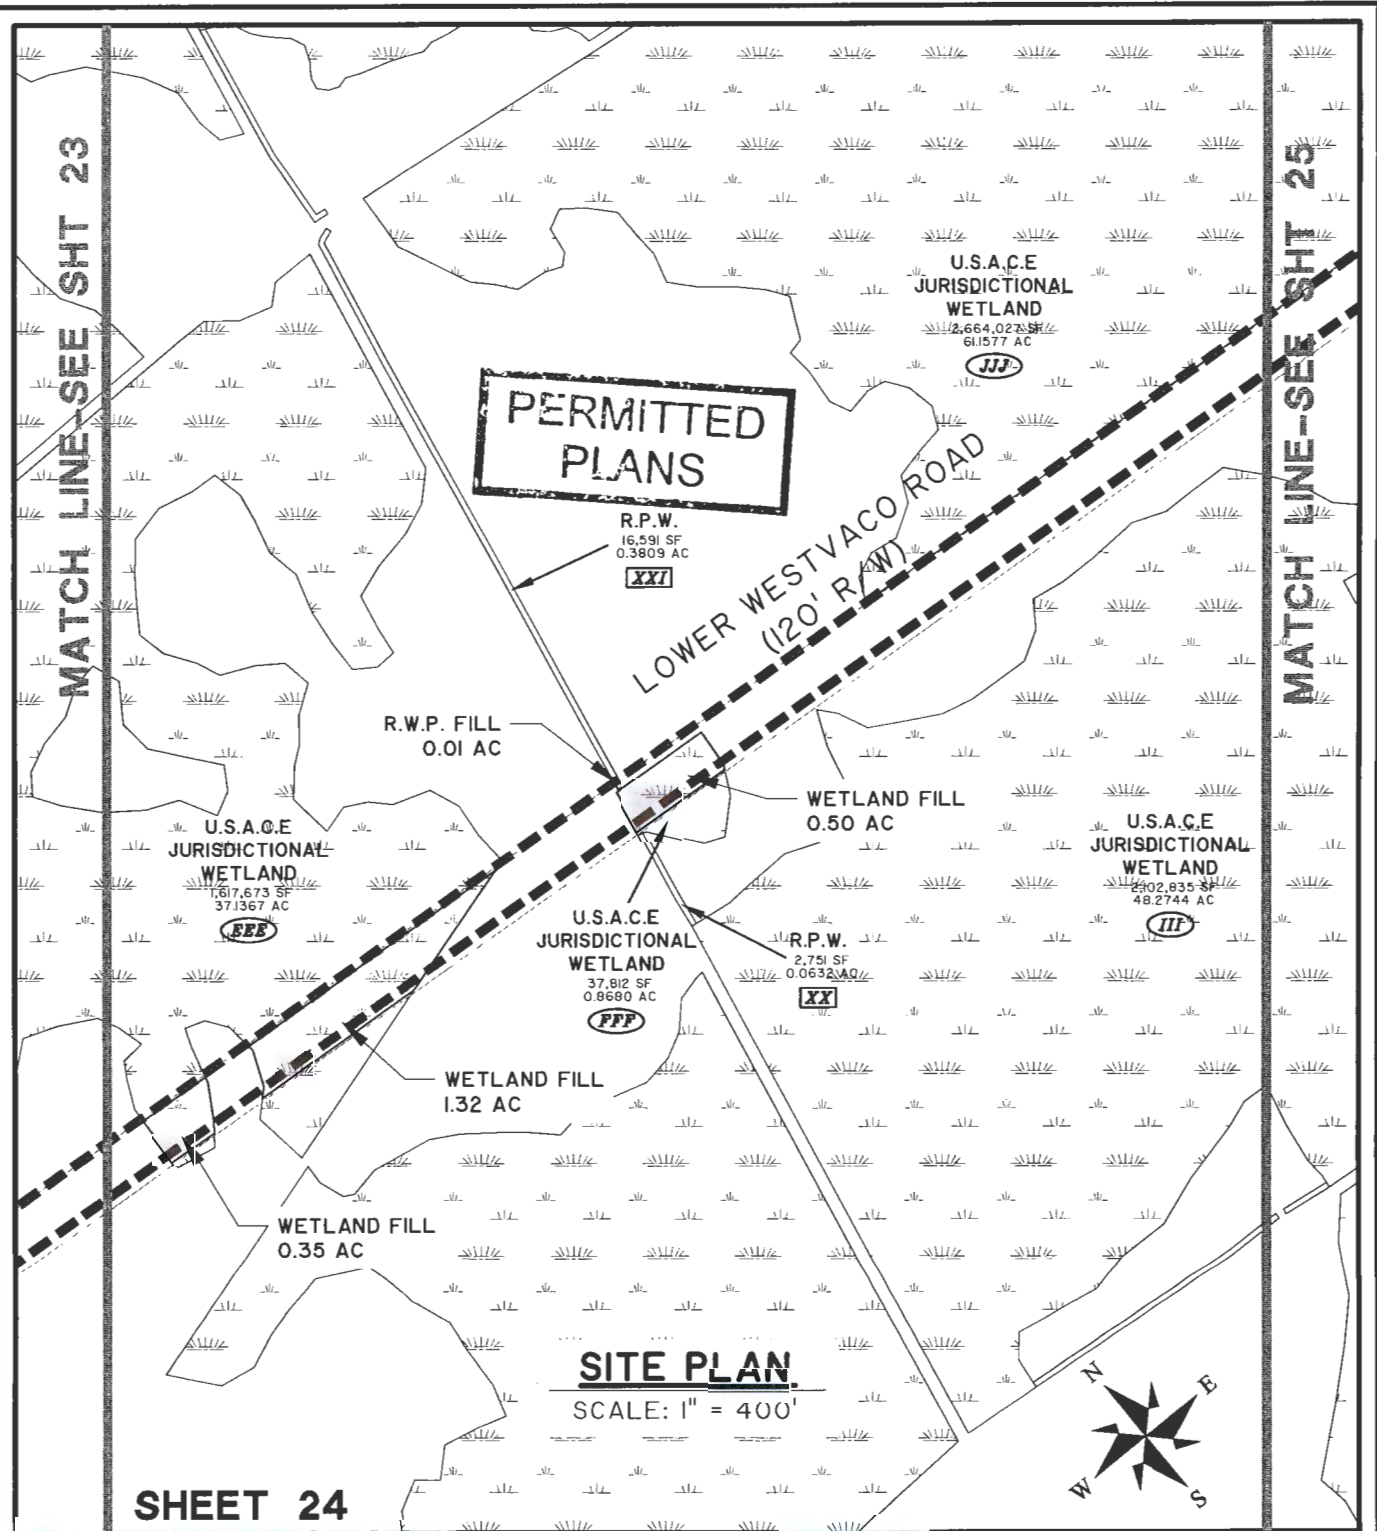 MATCH LINE-SEE SHT 23
MATCH LINE-SEE SHT 25
U.S.A.C.E
JURISDICTIONAL
WETLAND
2,664,027 SF
61.1577 AC
JJJ
PERMITTED
PLANS
R.P.W.
16,591 SF
0.3809 AC
XXI
LOWER WESTVACO ROAD
(120' R/W)
R.W.P. FILL
0.01 AC
WETLAND FILL
0.50 AC
U.S.A.C.E
JURISDICTIONAL
WETLAND
1,617,673 SF
37.1367 AC
EEE
U.S.A.C.E
JURISDICTIONAL
WETLAND
2,102,835 SF
48.2744 AC
III
U.S.A.C.E
JURISDICTIONAL
WETLAND
37,812 SF
0.8680 AC
FFF
R.P.W.
2,751 SF
0.0632 AC
XX
WETLAND FILL
1.32 AC
WETLAND FILL
0.35 AC
SITE PLAN
SCALE: 1" = 400'
N
E
W
S
SHEET 24